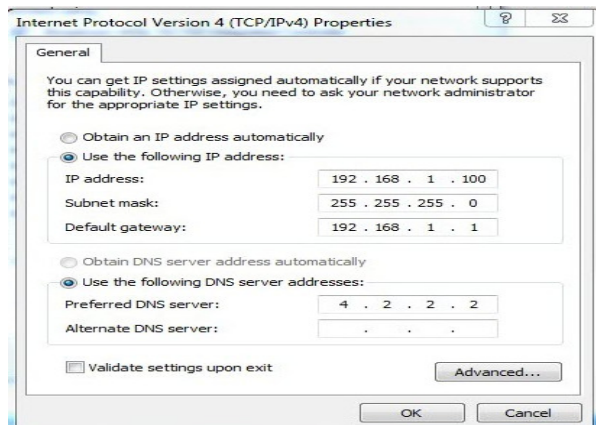 Internet Protocol Version 4 (TCP/IPv4) Properties
General
You can get IP settings assigned automatically if your network supports
this capability. Otherwise, you need to ask your network administrator
for the appropriate IP settings.
Obtain an IP address automatically
Use the following IP address:
IP address: 192 . 168 . 1 . 100
Subnet mask: 255 . 255 . 255 . 0
Default gateway: 192 . 168 . 1 . 1
Obtain DNS server address automatically
Use the following DNS server addresses:
Preferred DNS server: 4 . 2 . 2 . 2
Alternate DNS server: . . .
Validate settings upon exit
Advanced...
OK Cancel